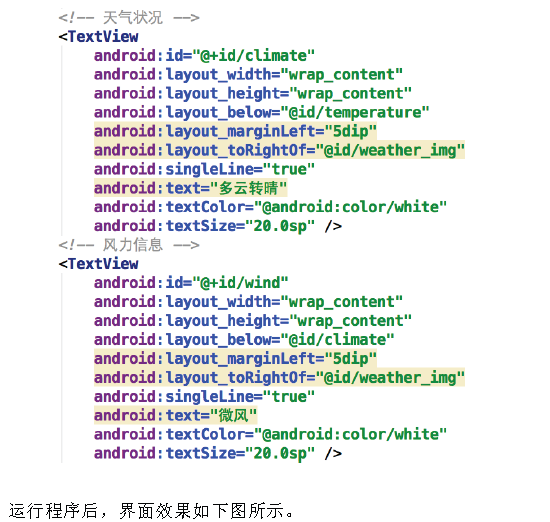 <!-- 天气状况 -->
<TextView
android:id="@+id/climate"
android:layout_width="wrap_content"
android:layout_height="wrap_content"
android:layout_below="@id/temperature"
android:layout_marginLeft="5dip"
android:layout_toRightOf="@id/weather_img"
android:singleLine="true"
android:text="多云转晴"
android:textColor="@android:color/white"
android:textSize="20.0sp" />
<!-- 风力信息 -->
<TextView
android:id="@+id/wind"
android:layout_width="wrap_content"
android:layout_height="wrap_content"
android:layout_below="@id/climate"
android:layout_marginLeft="5dip"
android:layout_toRightOf="@id/weather_img"
android:singleLine="true"
android:text="微风"
android:textColor="@android:color/white"
android:textSize="20.0sp" />
运行程序后，界面效果如下图所示。